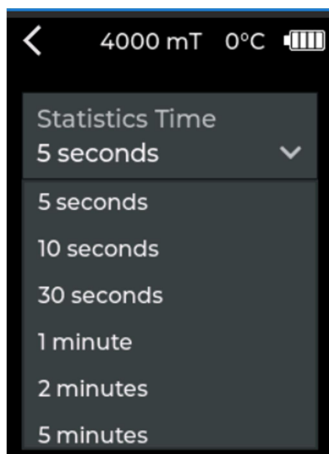 4000 mT 0°C
Statistics Time
5 seconds
5 seconds
10 seconds
30 seconds
1 minute
2 minutes
5 minutes